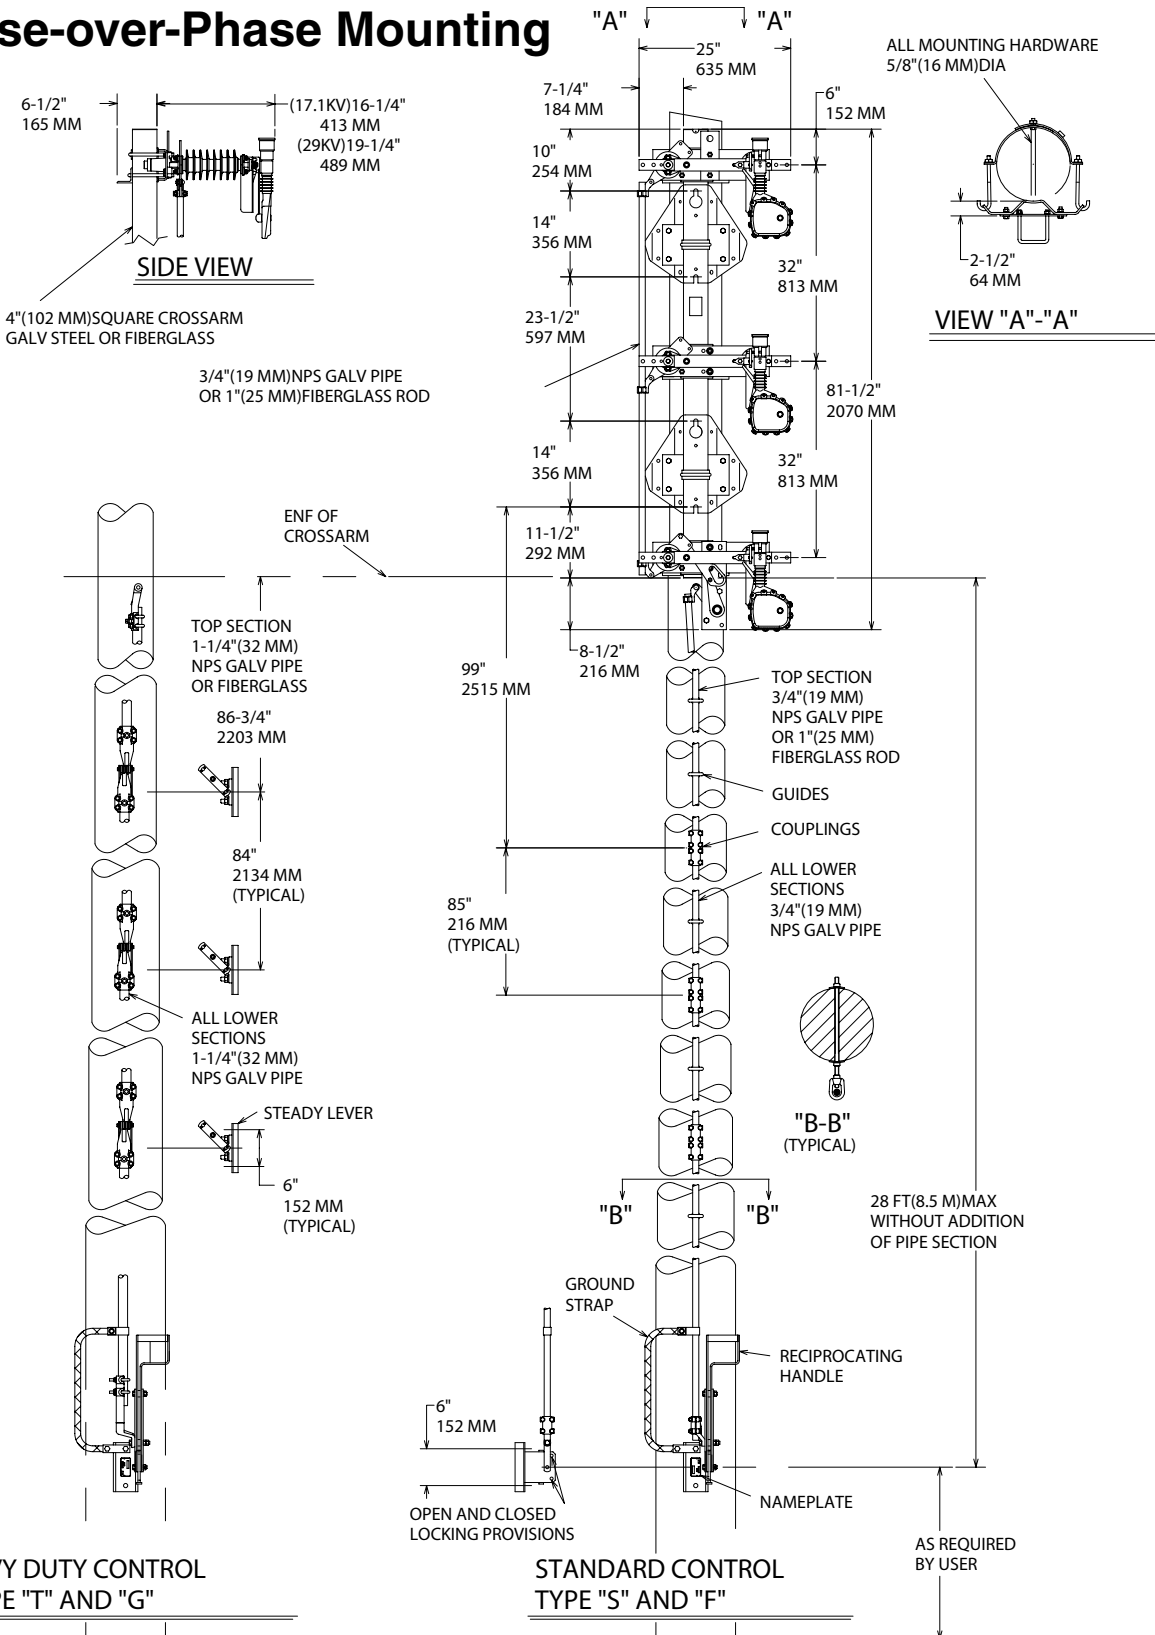 se-over-Phase Mounting
"A"
"A"
25"
635 MM
ALL MOUNTING HARDWARE
5/8"(16 MM)DIA
6-1/2"
165 MM
(17.1KV)16-1/4"
413 MM
(29KV)19-1/4"
489 MM
7-1/4"
184 MM
6"
152 MM
10"
254 MM
14"
356 MM
SIDE VIEW
32"
813 MM
2-1/2"
64 MM
4"(102 MM)SQUARE CROSSARM
GALV STEEL OR FIBERGLASS
23-1/2"
597 MM
VIEW "A"-"A"
3/4"(19 MM)NPS GALV PIPE
OR 1"(25 MM)FIBERGLASS ROD
81-1/2"
2070 MM
14"
356 MM
32"
813 MM
ENF OF
CROSSARM
11-1/2"
292 MM
TOP SECTION
1-1/4"(32 MM)
NPS GALV PIPE
OR FIBERGLASS
8-1/2"
216 MM
99"
2515 MM
TOP SECTION
3/4"(19 MM)
NPS GALV PIPE
OR 1"(25 MM)
FIBERGLASS ROD
86-3/4"
2203 MM
GUIDES
COUPLINGS
84"
2134 MM
(TYPICAL)
ALL LOWER
SECTIONS
3/4"(19 MM)
NPS GALV PIPE
85"
216 MM
(TYPICAL)
ALL LOWER
SECTIONS
1-1/4"(32 MM)
NPS GALV PIPE
STEADY LEVER
"B-B"
(TYPICAL)
6"
152 MM
(TYPICAL)
"B"
"B"
28 FT(8.5 M)MAX
WITHOUT ADDITION
OF PIPE SECTION
GROUND
STRAP
RECIPROCATING
HANDLE
6"
152 MM
NAMEPLATE
OPEN AND CLOSED
LOCKING PROVISIONS
AS REQUIRED
BY USER
Y DUTY CONTROL
E "T" AND "G"
STANDARD CONTROL
TYPE "S" AND "F"